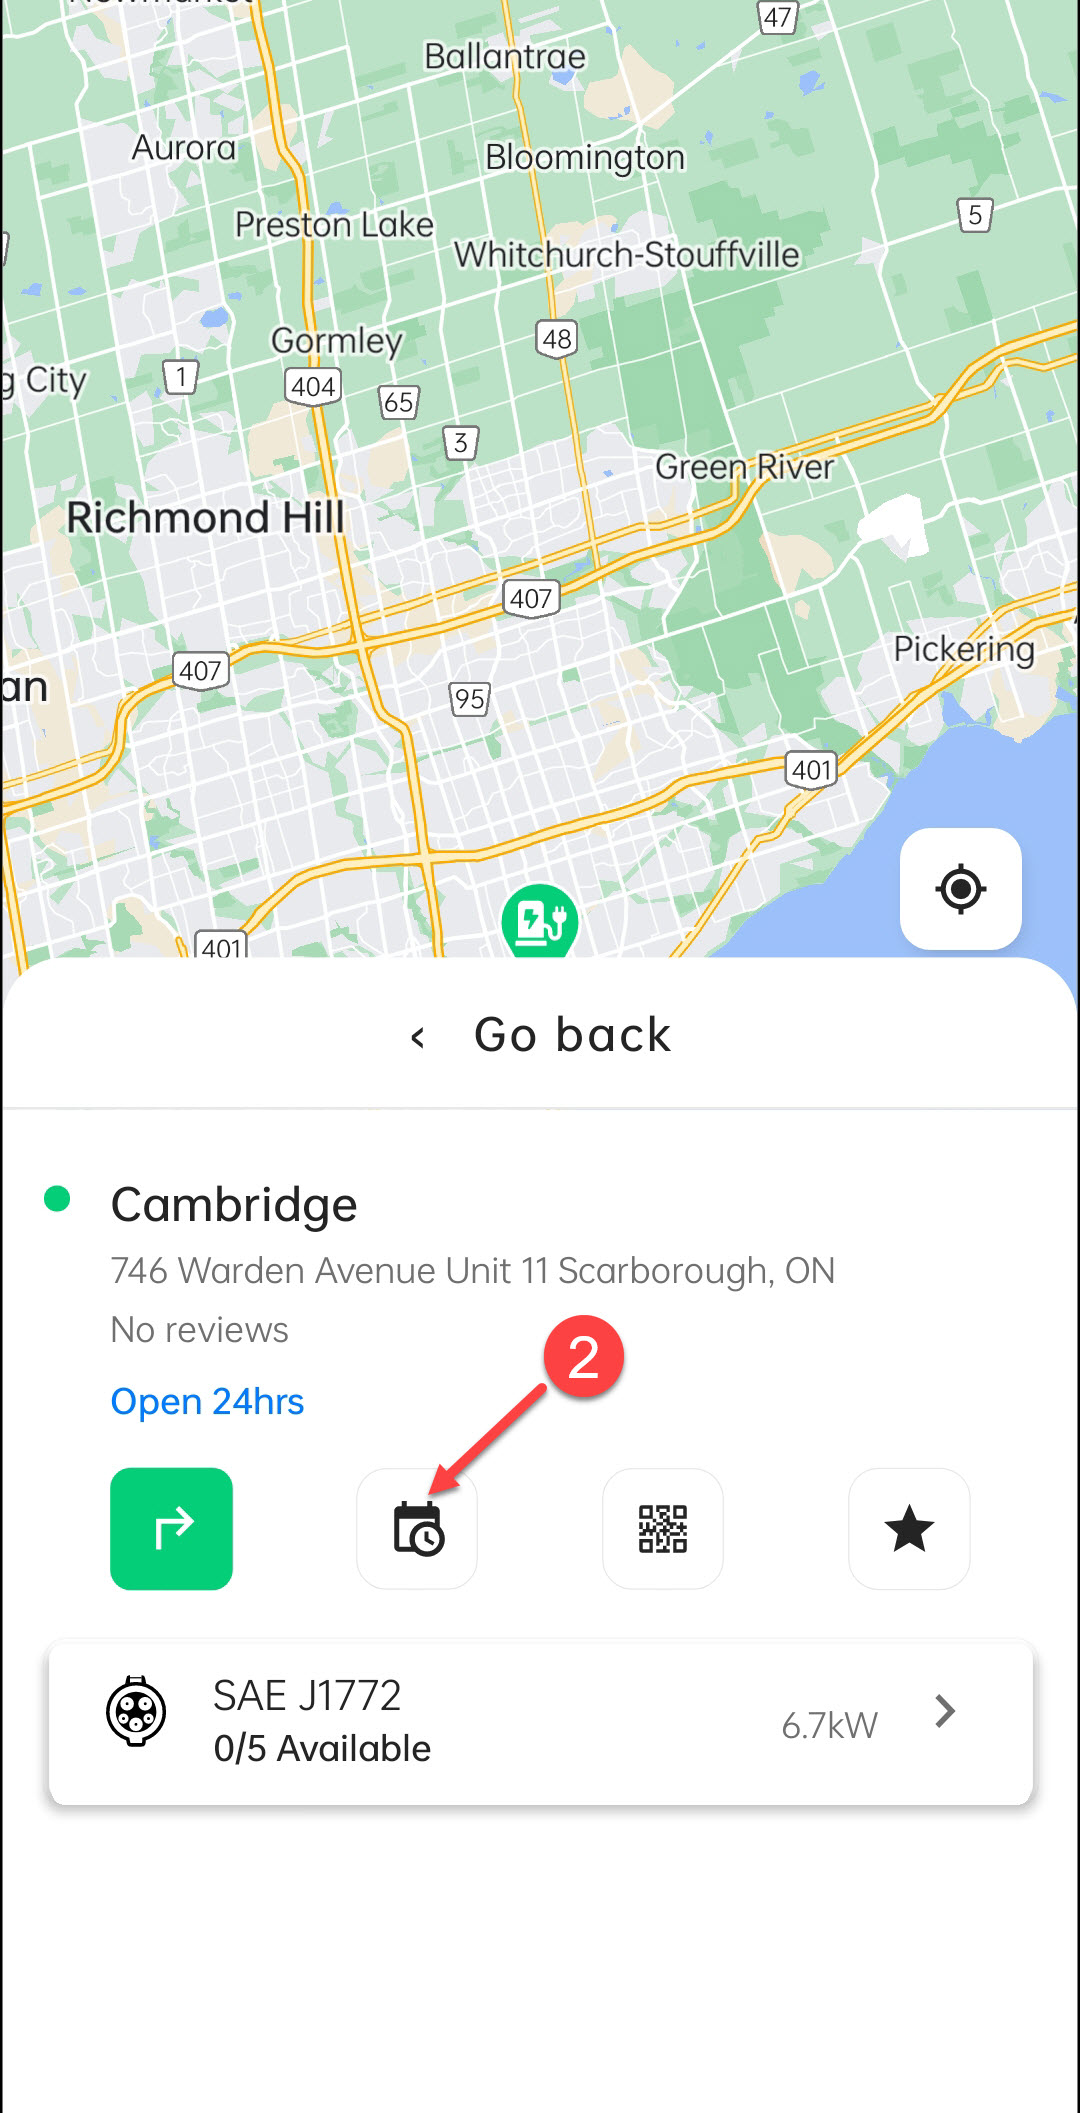 47
Ballantrae
Aurora
Bloomington
5
Preston Lake
Whitchurch-Stouffville
48
Gormley
1
g City
404
65
3
Green River
Richmond Hill
407
Pickering
407
an
95
401
401
‹ Go back
Cambridge
746 Warden Avenue Unit 11 Scarborough, ON
No reviews
2
Open 24hrs
SAE J1772
6.7kW
0/5 Available